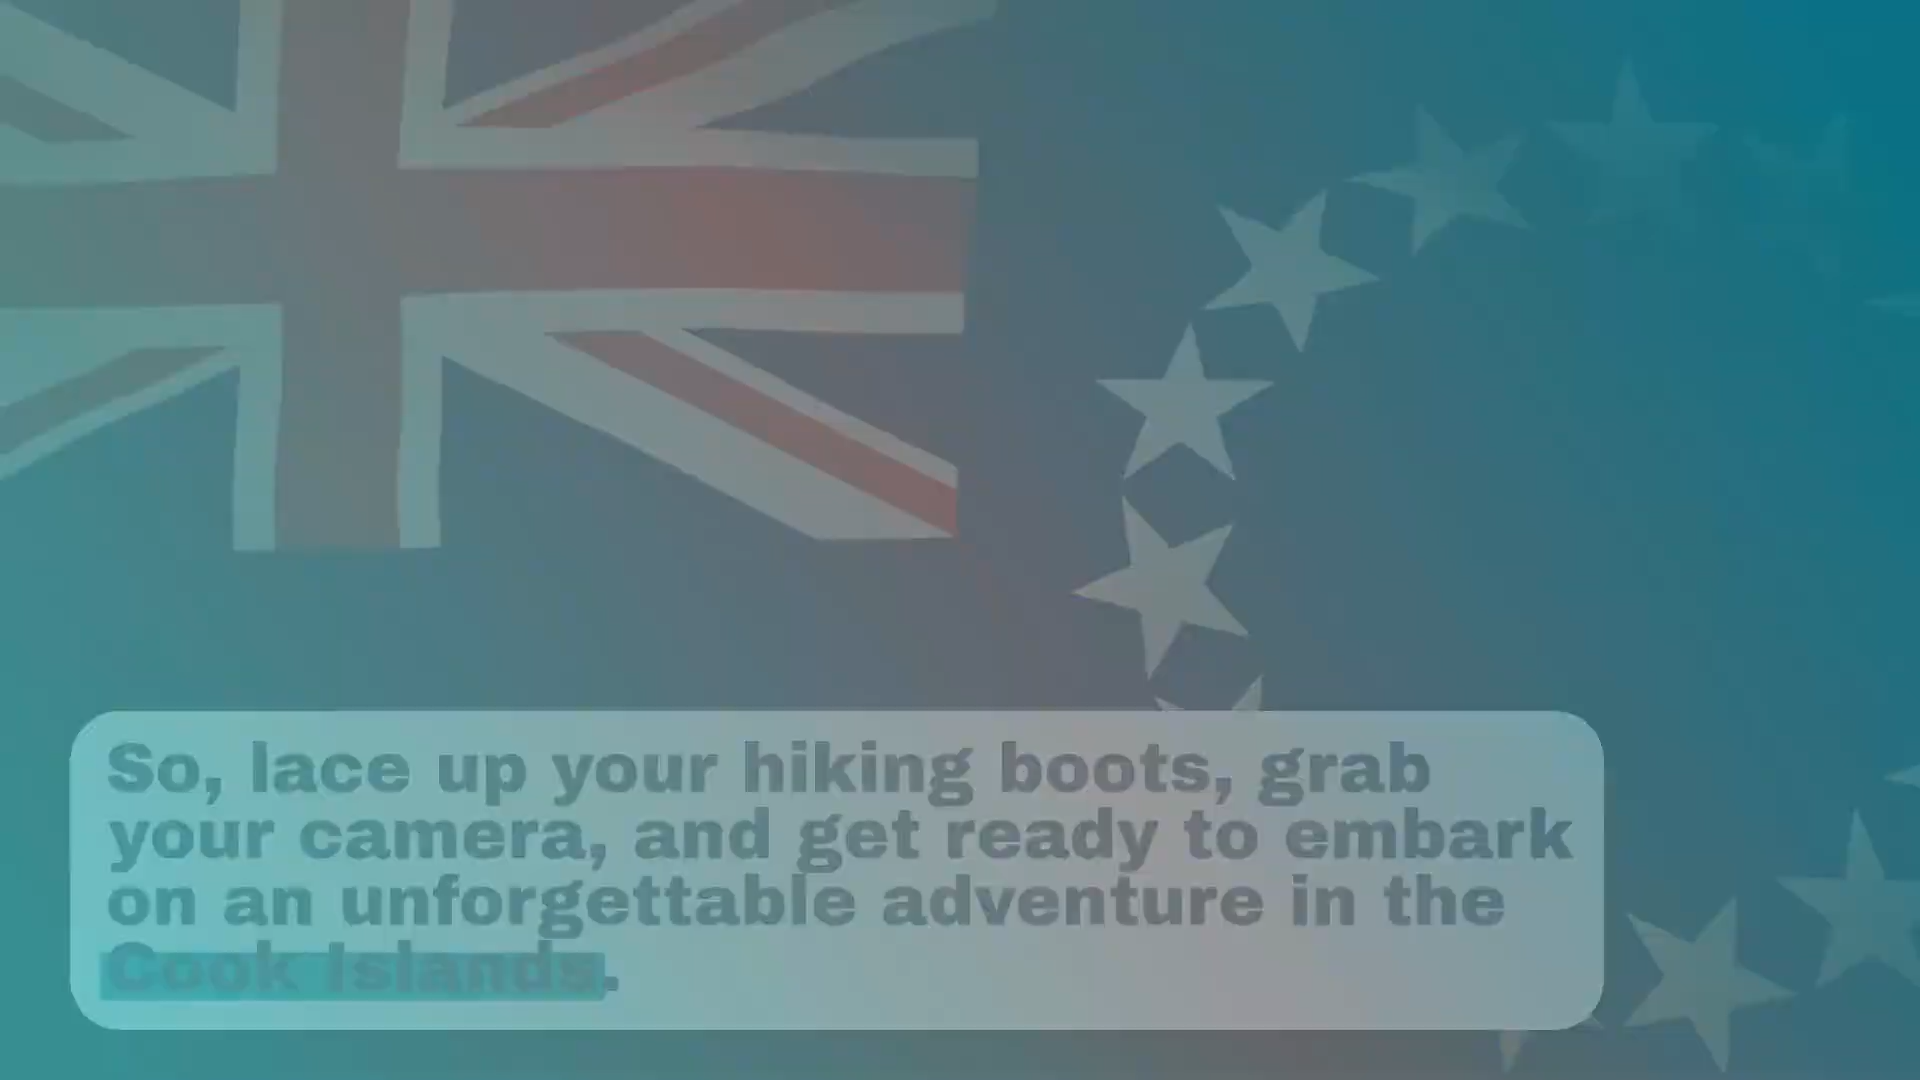 So, lace up your hiking boots, grab
your camera, and get ready to embark
on an unforgettable adventure in the
Cook Islands.